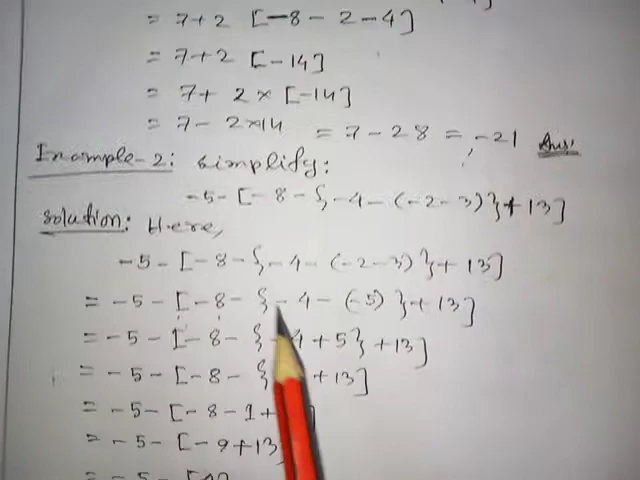 = 7+2 [-8 - 2 - 4]
= 7+2 [-14]
= 7+ 2 × [-14]
= 7 - 2×14 = 7 - 28 = -21 Ans:
Example-2: Simplify:
-5 - [-8 - {-4 - (-2 - 3)} + 13]
Solution: Here,
-5 - [-8 - {-4 - (-2-3)} + 13]
= -5 - [-8 - {-4 - (-5)} + 13]
= -5 - [-8 - {-4 + 5} + 13]
= -5 - [-8 - { + 13]
= -5 - [-8 - 1 + ]
= -5 - [-9 + 13
= -5 -